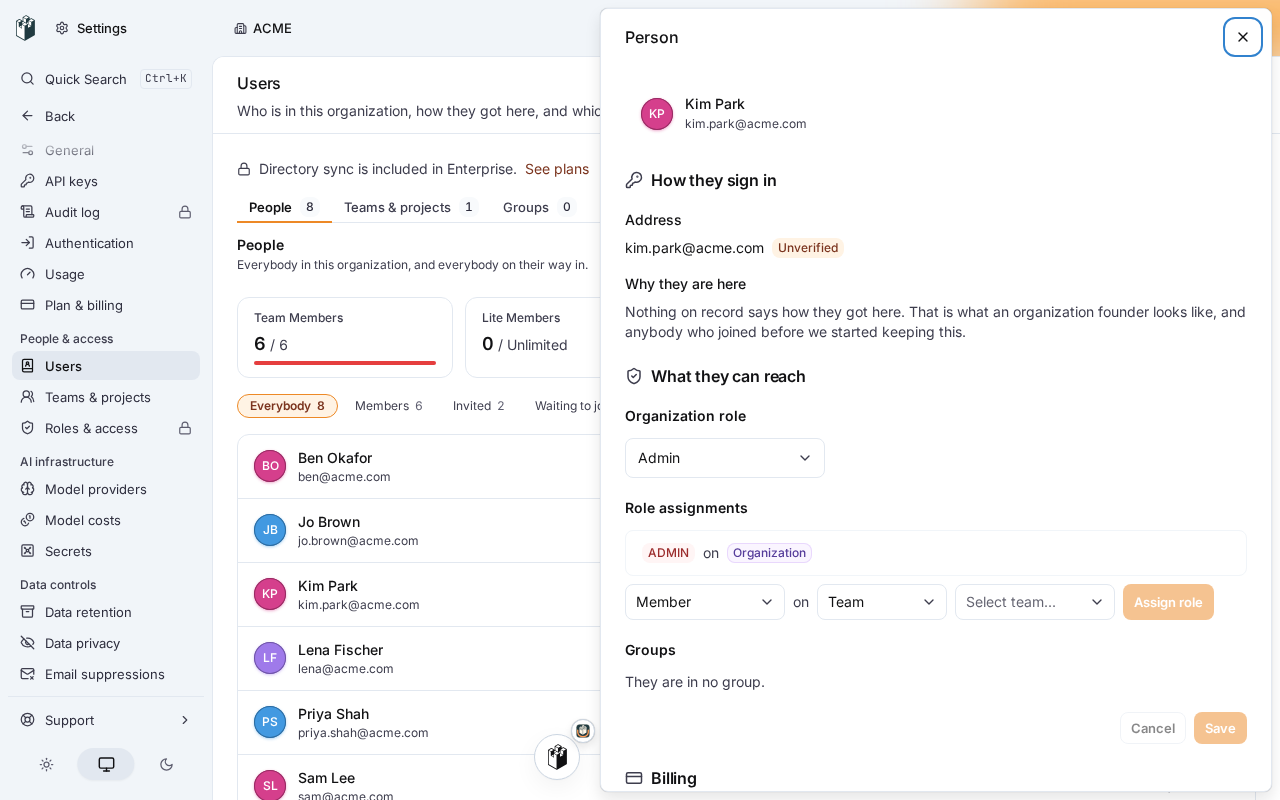 Settings
ACME
Quick Search Ctrl+K
Back
General
API keys
Audit log
Authentication
Usage
Plan & billing
People & access
Users
Teams & projects
Roles & access
AI infrastructure
Model providers
Model costs
Secrets
Data controls
Data retention
Data privacy
Email suppressions
Support
Users
Who is in this organization, how they got here, and
Directory sync is included in Enterprise. See plans
People 8 Teams & projects 1 Groups 0
People
Everybody in this organization, and everybody on their way in.
Team Members
6 / 6
Lite Members
0 / Unlimited
Everybody 8 Members 6 Invited 2 Waiting to
BO Ben Okafor
ben@acme.com
JB Jo Brown
jo.brown@acme.com
KP Kim Park
kim.park@acme.com
LF Lena Fischer
lena@acme.com
PS Priya Shah
priya.shah@acme.com
SL Sam Lee
sam@acme.com
Person
KP Kim Park
kim.park@acme.com
How they sign in
Address
kim.park@acme.com Unverified
Why they are here
Nothing on record says how they got here. That is what an organization founder looks like, and
anybody who joined before we started keeping this.
What they can reach
Organization role
Admin
Role assignments
ADMIN on Organization
Member on Team Select team... Assign role
Groups
They are in no group.
Cancel Save
Billing